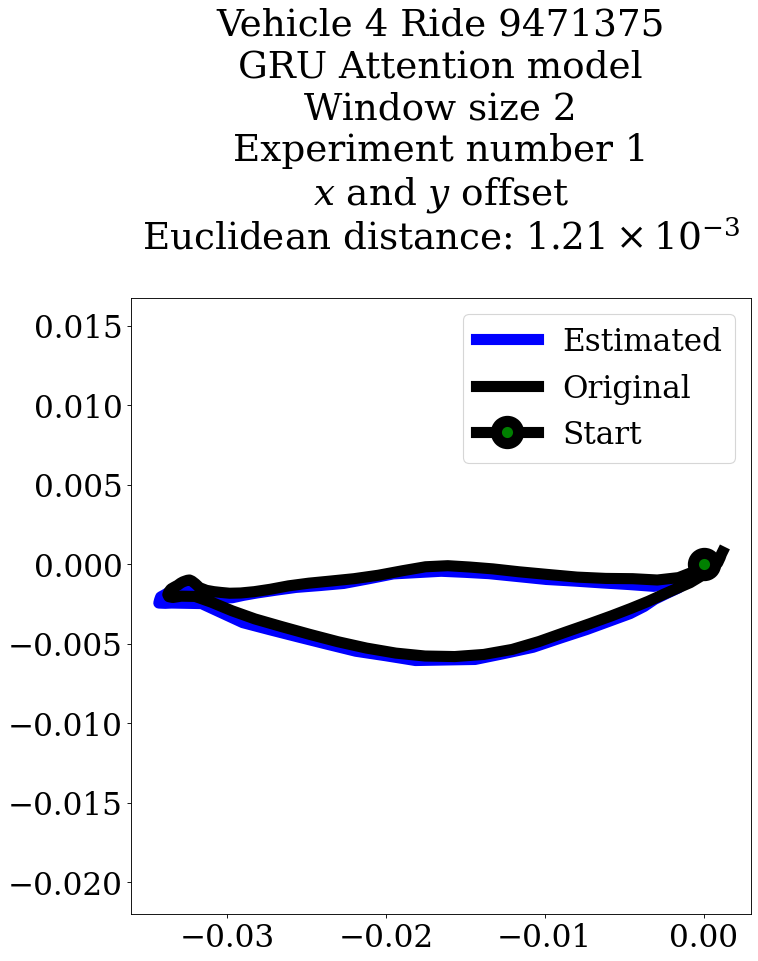 Vehicle 4 Ride 9471375
GRU Attention model
Window size 2
Experiment number 1
x and y offset
Euclidean distance: 1.21 × 10⁻³
Estimated
Original
Start
0.015
0.010
0.005
0.000
−0.005
−0.010
−0.015
−0.020
−0.03 −0.02 −0.01 0.00